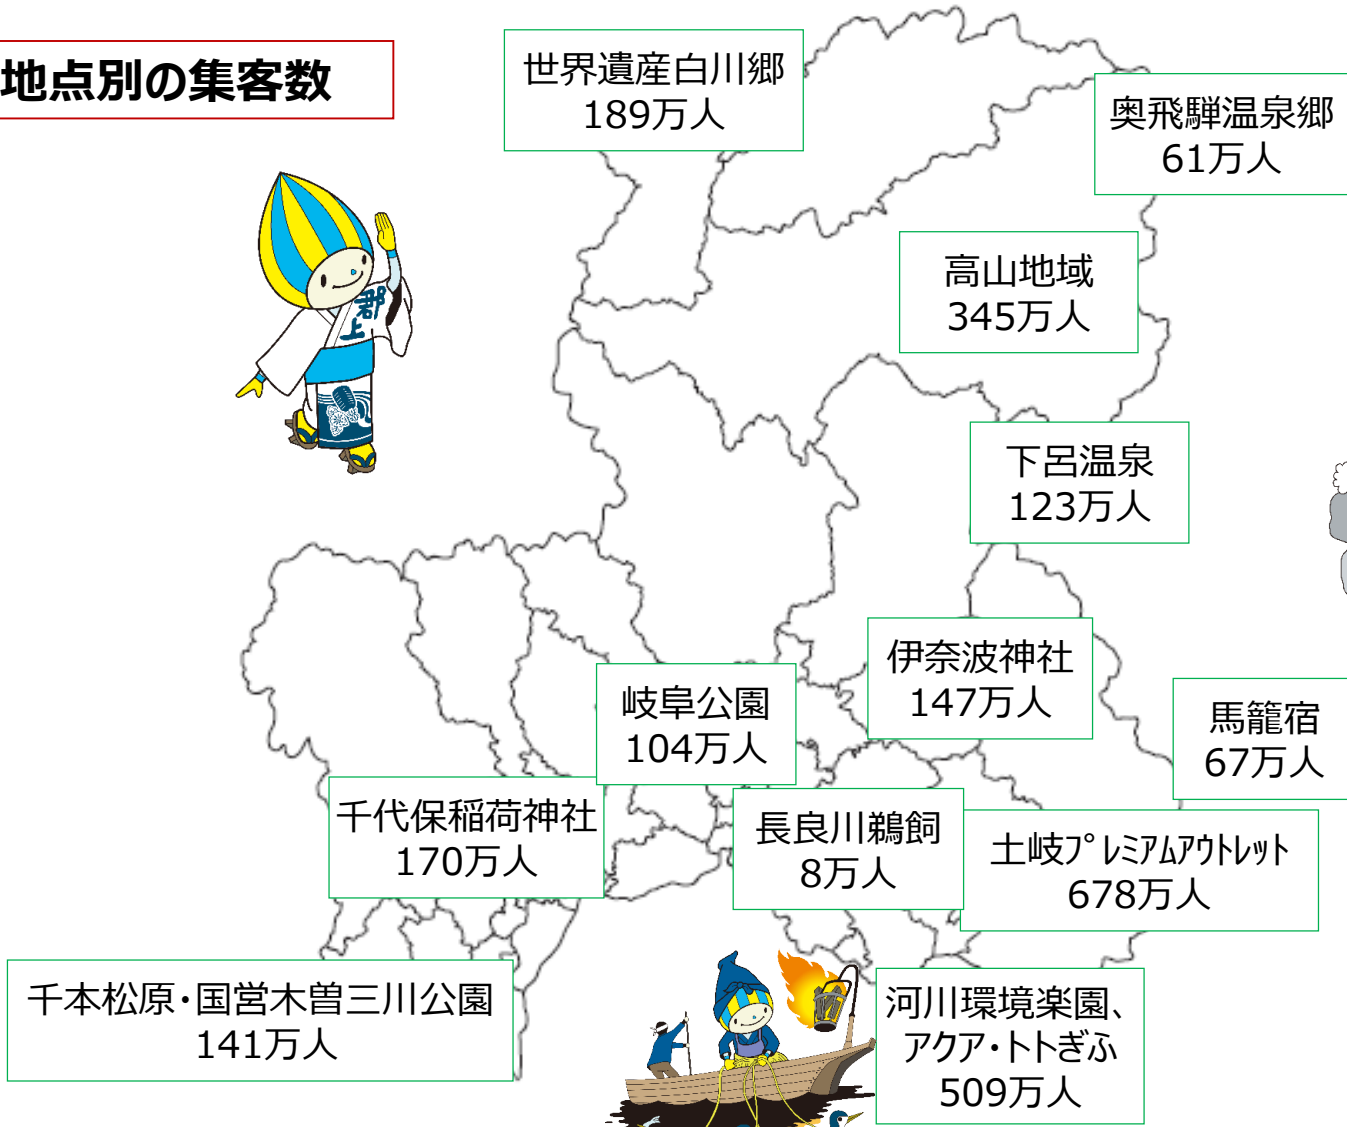 地点別の集客数
世界遺産白川郷
189万人
奥飛騨温泉郷
61万人
高山地域
345万人
郡上
下呂温泉
123万人
伊奈波神社
147万人
岐阜公園
104万人
馬籠宿
67万人
千代保稲荷神社
170万人
長良川鵜飼
8万人
土岐ﾌﾟﾚﾐｱﾑｱｳﾄﾚｯﾄ
678万人
千本松原・国営木曽三川公園
141万人
河川環境楽園、
アクア・トトぎふ
509万人